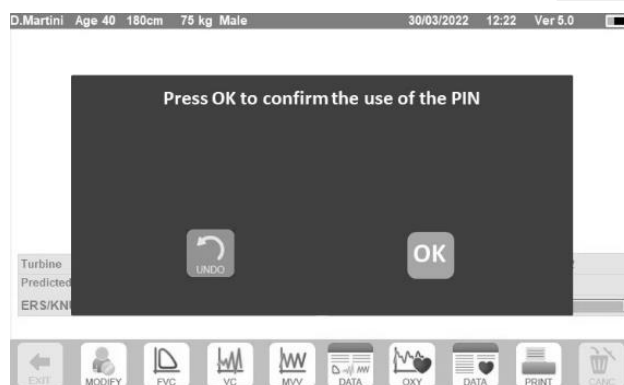 D.Martini Age 40 180cm 75 kg Male 30/03/2022 12:22 Ver 5.0
Press OK to confirm the use of the PIN
UNDO
OK
Turbine
Predicted
ERS/KN
EXIT MODIFY FVC VC MVV DATA OXY DATA PRINT CANC